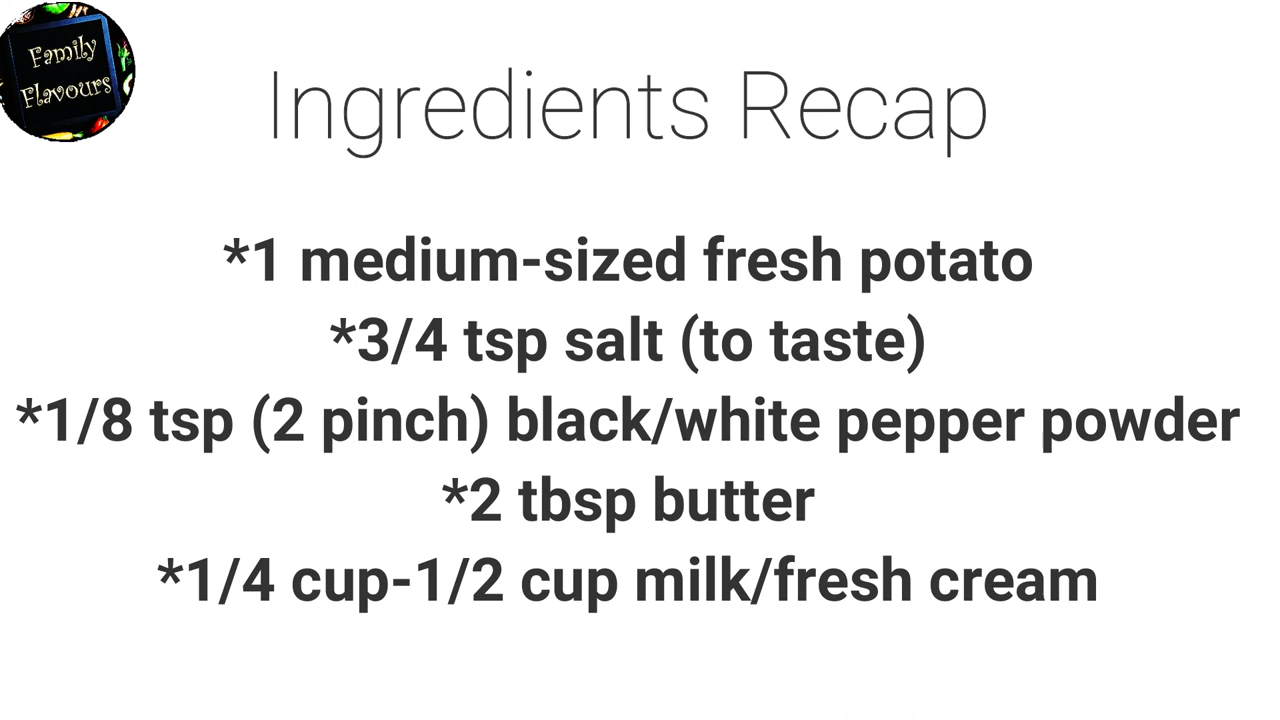 Family
Flavours
Ingredients Recap
*1 medium-sized fresh potato
*3/4 tsp salt (to taste)
*1/8 tsp (2 pinch) black/white pepper powder
*2 tbsp butter
*1/4 cup-1/2 cup milk/fresh cream